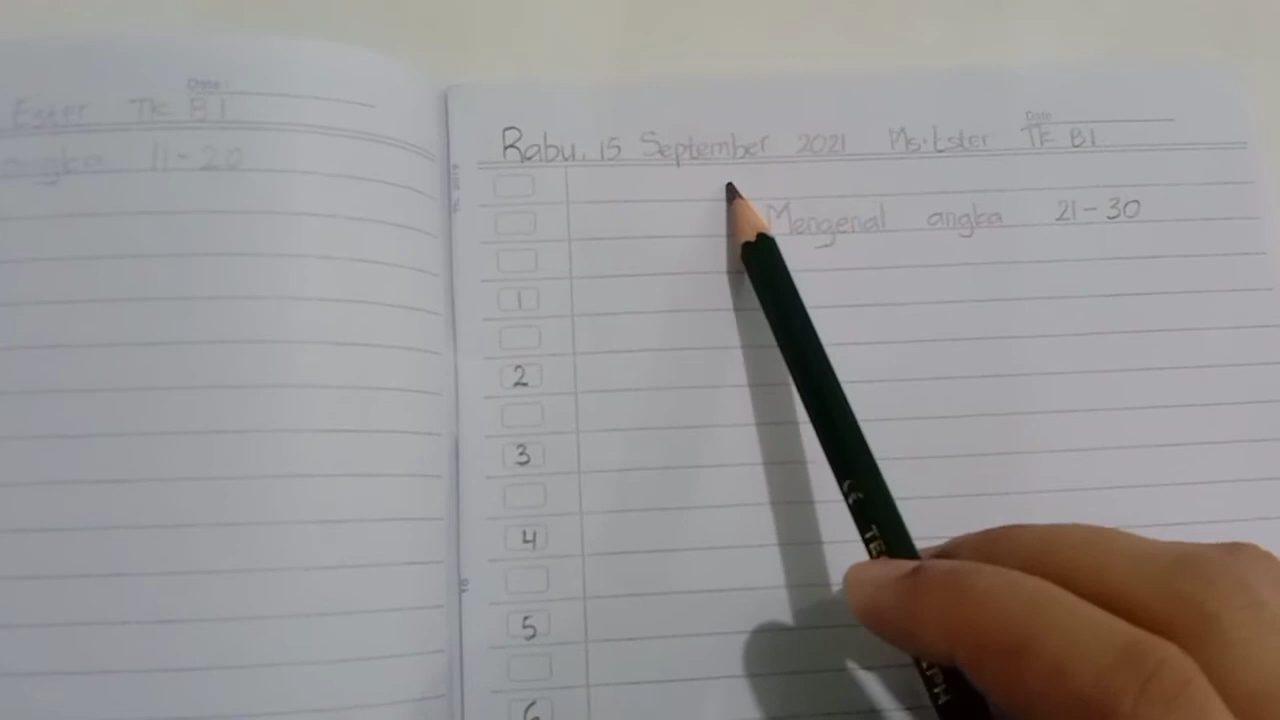 Date :
Ester TK B1
angka 11-20
Date
Rabu, 15 September 2021 Ms. Ester TK B1
Mengenal angka 21-30
1
2
3
4
5
6